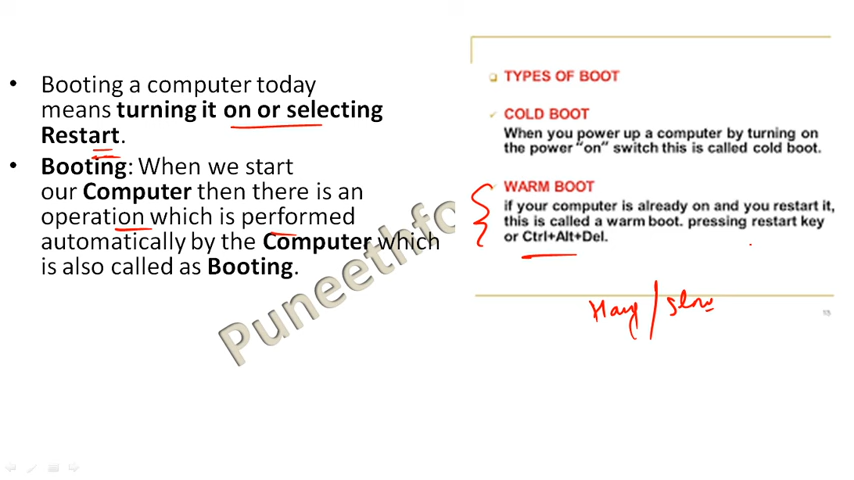 • Booting a computer today
means turning it on or selecting
Restart.
• Booting: When we start
our Computer then there is an
operation which is performed
automatically by the Computer which
is also called as Booting.
Puneethfo
TYPES OF BOOT
COLD BOOT
When you power up a computer by turning on
the power "on" switch this is called cold boot.
WARM BOOT
if your computer is already on and you restart it,
this is called a warm boot. pressing restart key
or Ctrl+Alt+Del.
Hang / Slow